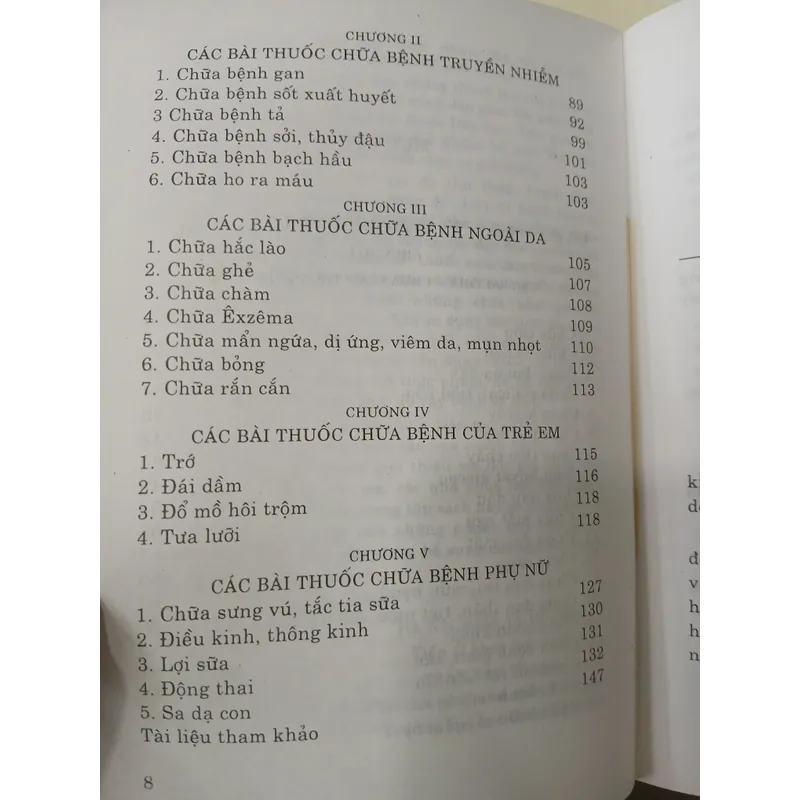 CHƯƠNG II
CÁC BÀI THUỐC CHỮA BỆNH TRUYỀN NHIỄM
1. Chữa bệnh gan 89
2. Chữa bệnh sốt xuất huyết 92
3 Chữa bệnh tả 99
4. Chữa bệnh sởi, thủy đậu 101
5. Chữa bệnh bạch hầu 103
6. Chữa ho ra máu 103
CHƯƠNG III
CÁC BÀI THUỐC CHỮA BỆNH NGOÀI DA
1. Chữa hắc lào 105
2. Chữa ghẻ 107
3. Chữa chàm 108
4. Chữa Êxzêma 109
5. Chữa mẩn ngứa, dị ứng, viêm da, mụn nhọt 110
6. Chữa bỏng 112
7. Chữa rắn cắn 113
CHƯƠNG IV
CÁC BÀI THUỐC CHỮA BỆNH CỦA TRẺ EM
1. Trớ 115
2. Đái dầm 116
3. Đổ mồ hôi trộm 118
4. Tưa lưỡi 118
CHƯƠNG V
CÁC BÀI THUỐC CHỮA BỆNH PHỤ NỮ
1. Chữa sưng vú, tắc tia sữa 127
2. Điều kinh, thông kinh 130
3. Lợi sữa 131
4. Động thai 132
5. Sa dạ con 147
Tài liệu tham khảo
8